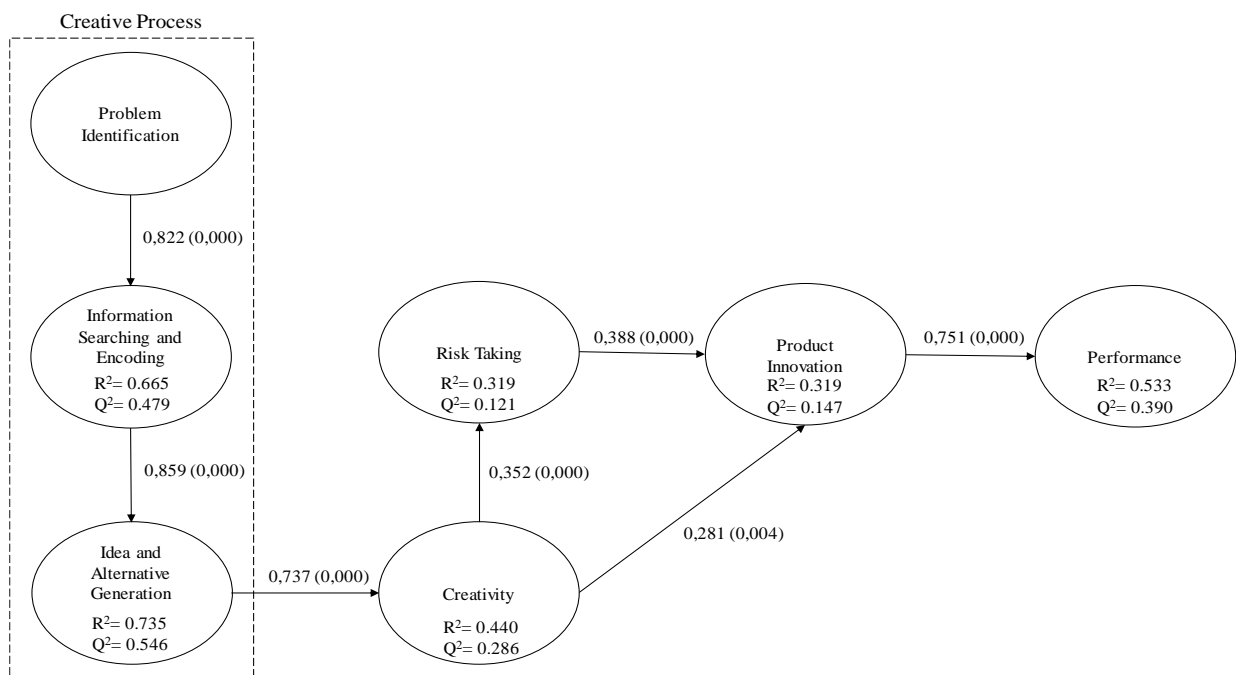 Creative Process
Problem
Identification
0,822 (0,000)
Information
Searching and
Encoding
R²= 0.665
Q²= 0.479
0,859 (0,000)
Idea and
Alternative
Generation
R²= 0.735
Q²= 0.546
0,737 (0,000)
Creativity
R²= 0.440
Q²= 0.286
0,352 (0,000)
Risk Taking
R²= 0.319
Q²= 0.121
0,388 (0,000)
0,281 (0,004)
Product
Innovation
R²= 0.319
Q²= 0.147
0,751 (0,000)
Performance
R²= 0.533
Q²= 0.390